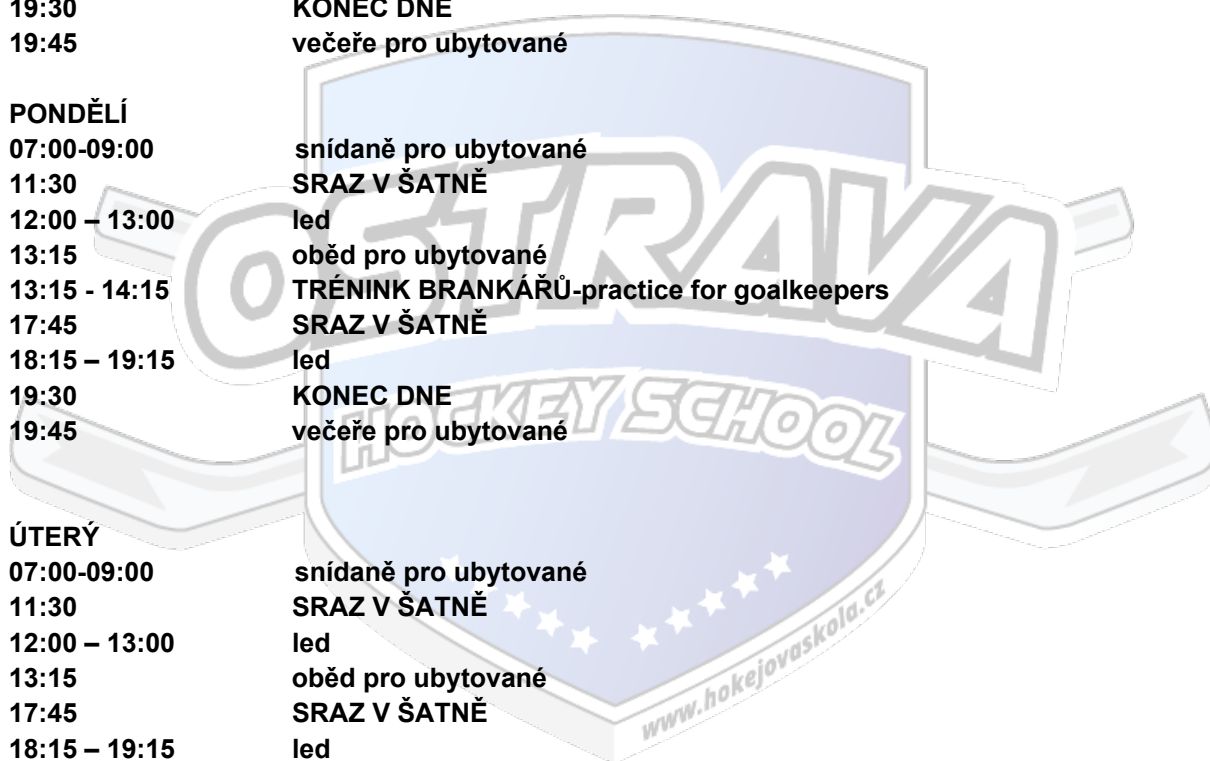 19:30 KONEC DNE
19:45 večeře pro ubytované
PONDĚLÍ
07:00-09:00 snídaně pro ubytované
11:30 SRAZ V ŠATNĚ
12:00 – 13:00 led
13:15 oběd pro ubytované
13:15 - 14:15 TRÉNINK BRANKÁŘŮ-practice for goalkeepers
17:45 SRAZ V ŠATNĚ
18:15 – 19:15 led
19:30 KONEC DNE
19:45 večeře pro ubytované
ÚTERÝ
07:00-09:00 snídaně pro ubytované
11:30 SRAZ V ŠATNĚ
12:00 – 13:00 led
13:15 oběd pro ubytované
17:45 SRAZ V ŠATNĚ
18:15 – 19:15 led
OSTRAVA
HOCKEY SCHOOL
www.hokejovaskola.cz